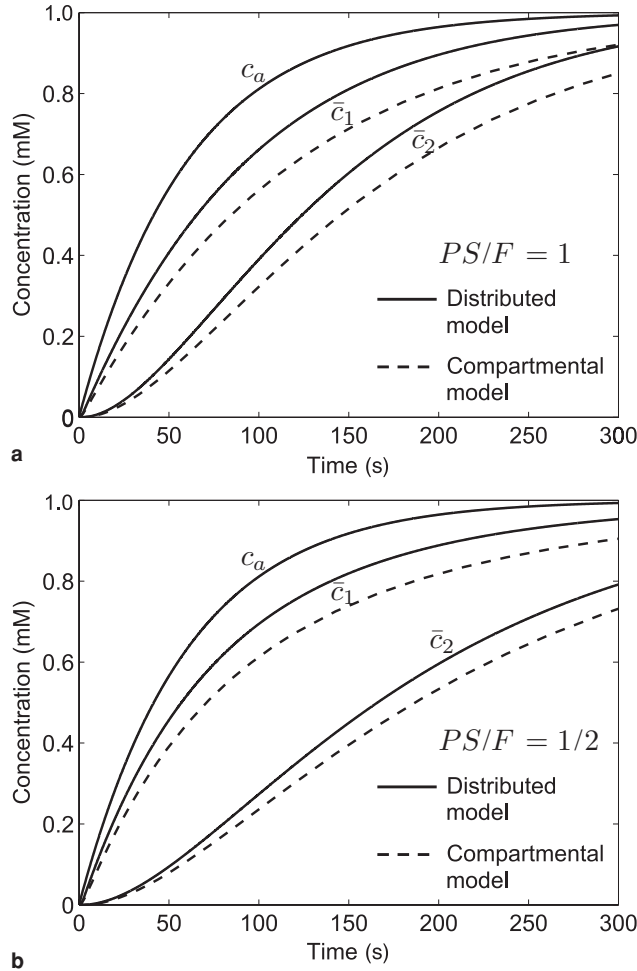 1.0
0.8
0.6
0.4
0.2
0
Concentration (mM)
c_a
c̄_1
c̄_2
PS/F = 1
Distributed
model
Compartmental
model
0 50 100 150 200 250 300
Time (s)
a
1.0
0.8
0.6
0.4
0.2
0
Concentration (mM)
c_a
c̄_1
c̄_2
PS/F = 1/2
Distributed
model
Compartmental
model
0 50 100 150 200 250 300
Time (s)
b